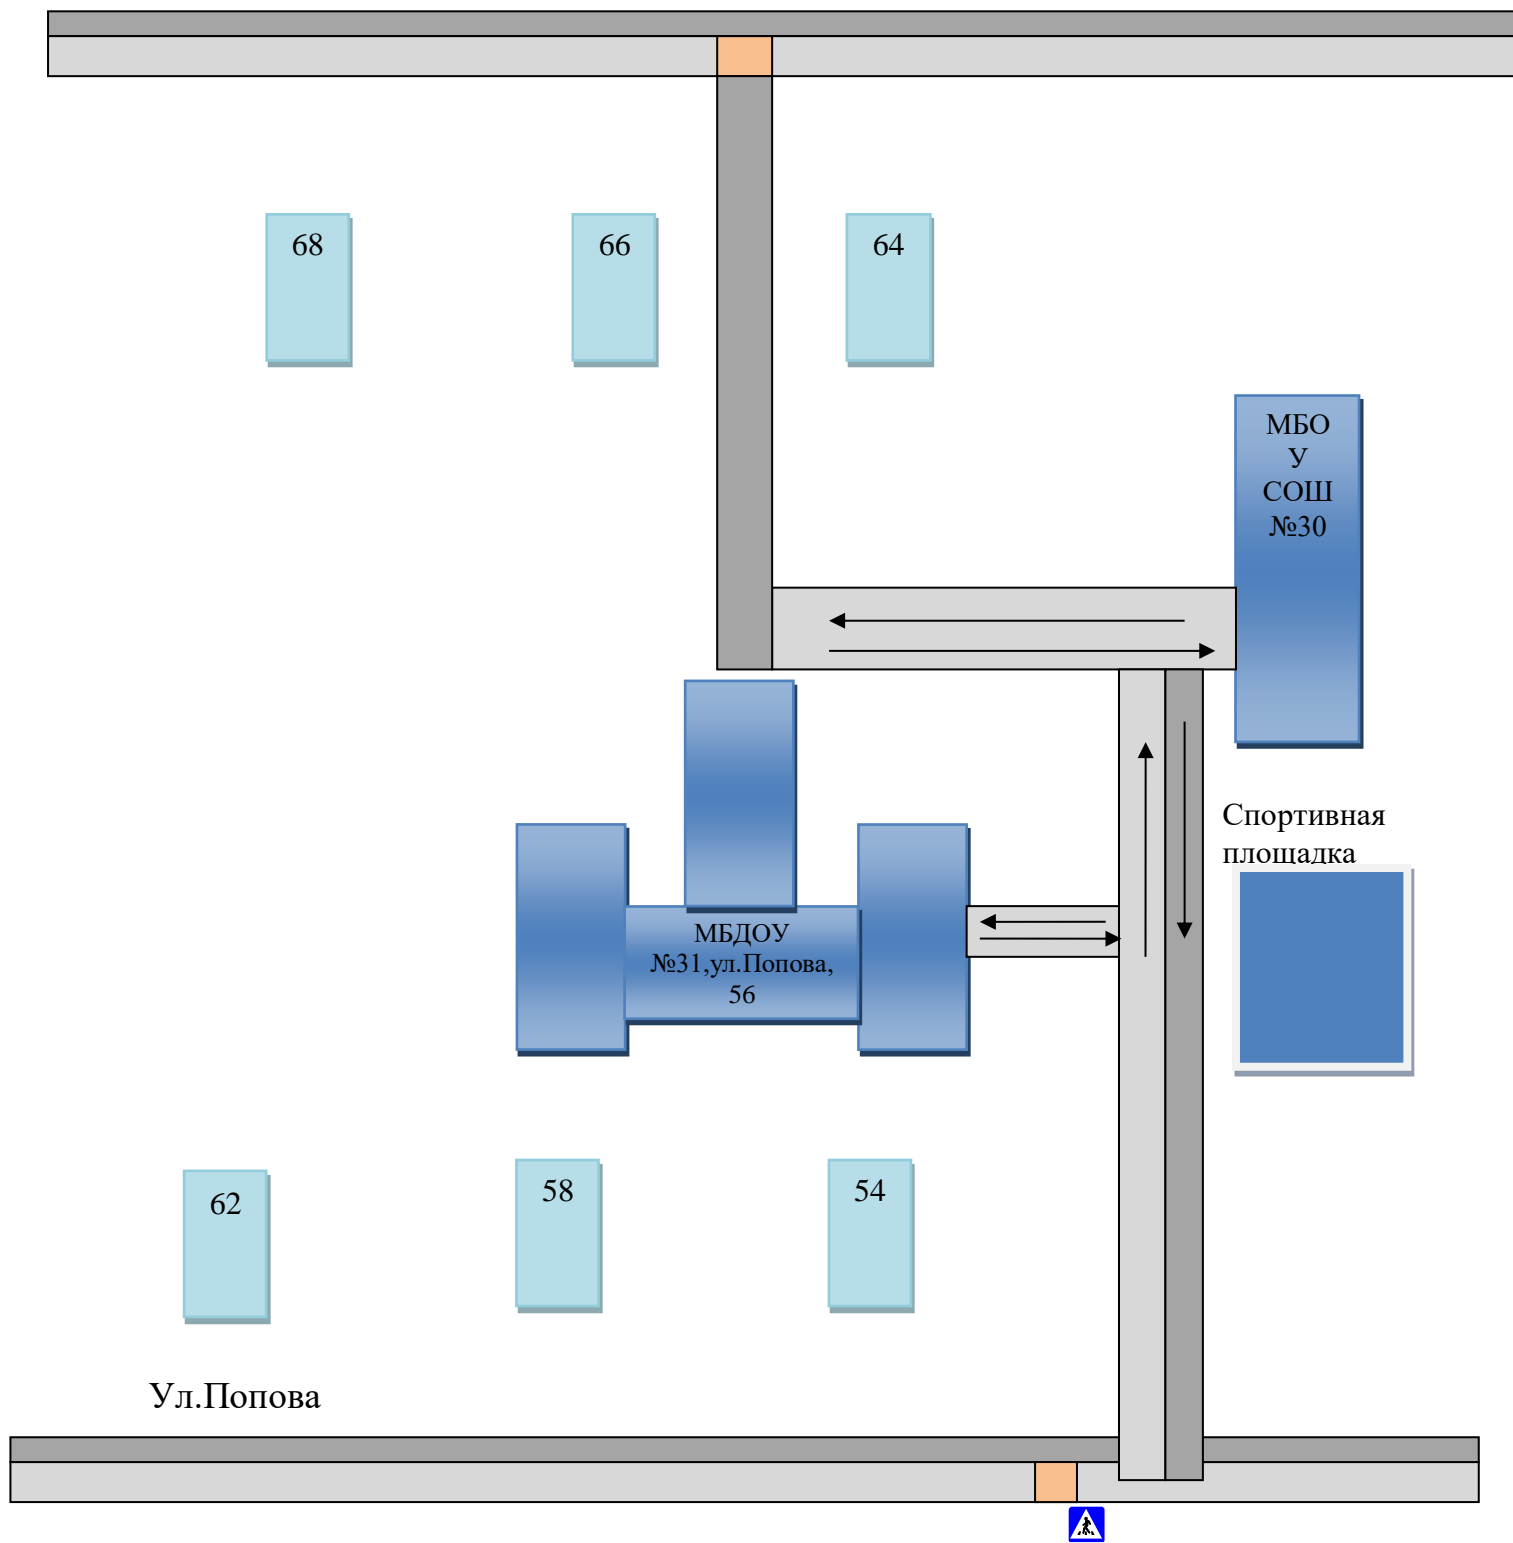 68
66
64
МБО
У
СОШ
№30
Спортивная
площадка
МБДОУ
№31,ул.Попова,
56
62
58
54
Ул.Попова